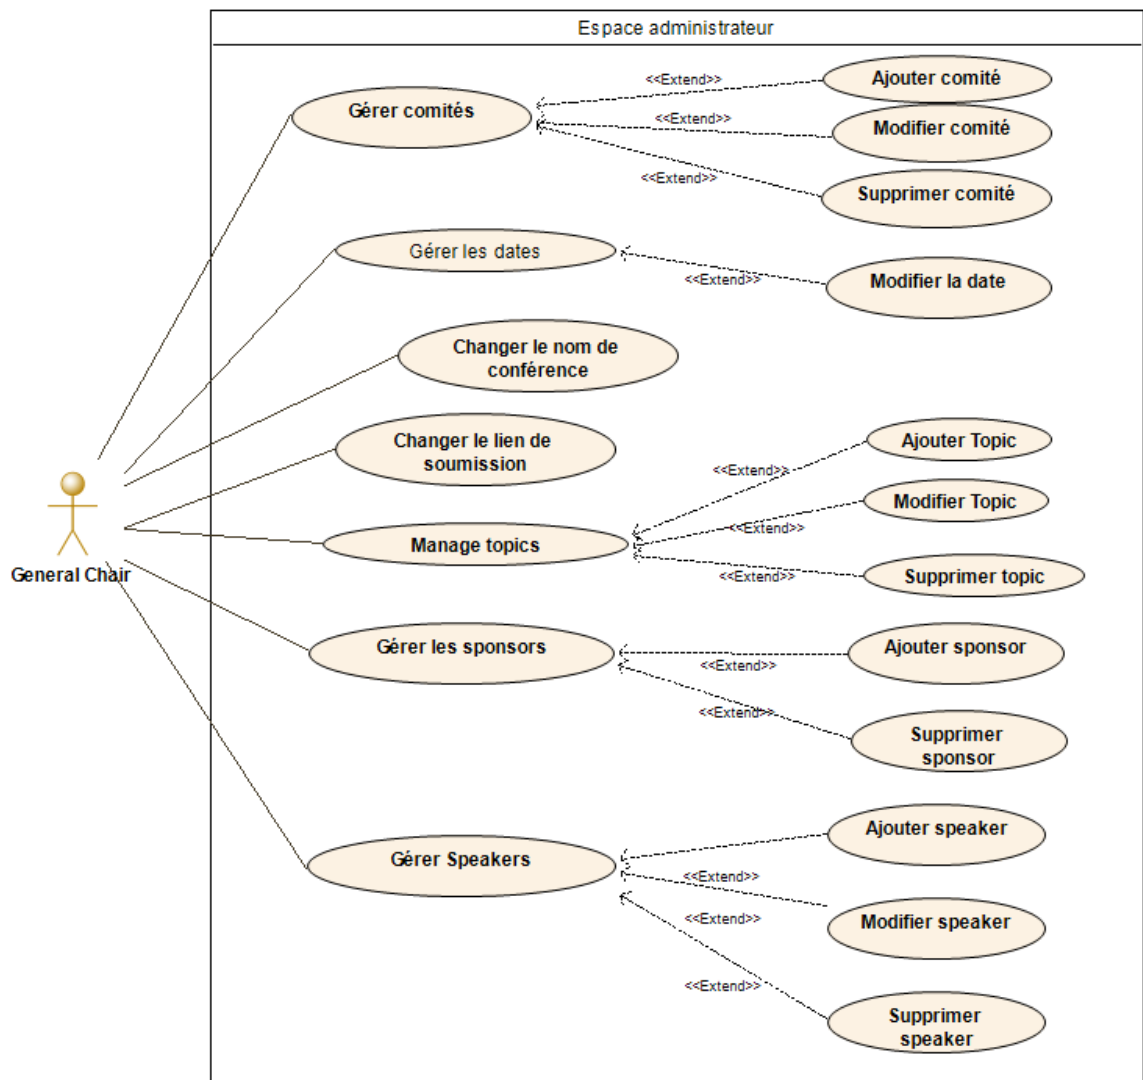 Espace administrateur
Gérer comités
<<Extend>>
Ajouter comité
<<Extend>>
Modifier comité
<<Extend>>
Supprimer comité
Gérer les dates
<<Extend>>
Modifier la date
Changer le nom de
conférence
Changer le lien de
soumission
General Chair
Manage topics
<<Extend>>
Ajouter Topic
<<Extend>>
Modifier Topic
<<Extend>>
Supprimer topic
Gérer les sponsors
<<Extend>>
Ajouter sponsor
<<Extend>>
Supprimer
sponsor
Gérer Speakers
Ajouter speaker
<<Extend>>
<<Extend>>
Modifier speaker
<<Extend>>
Supprimer
speaker